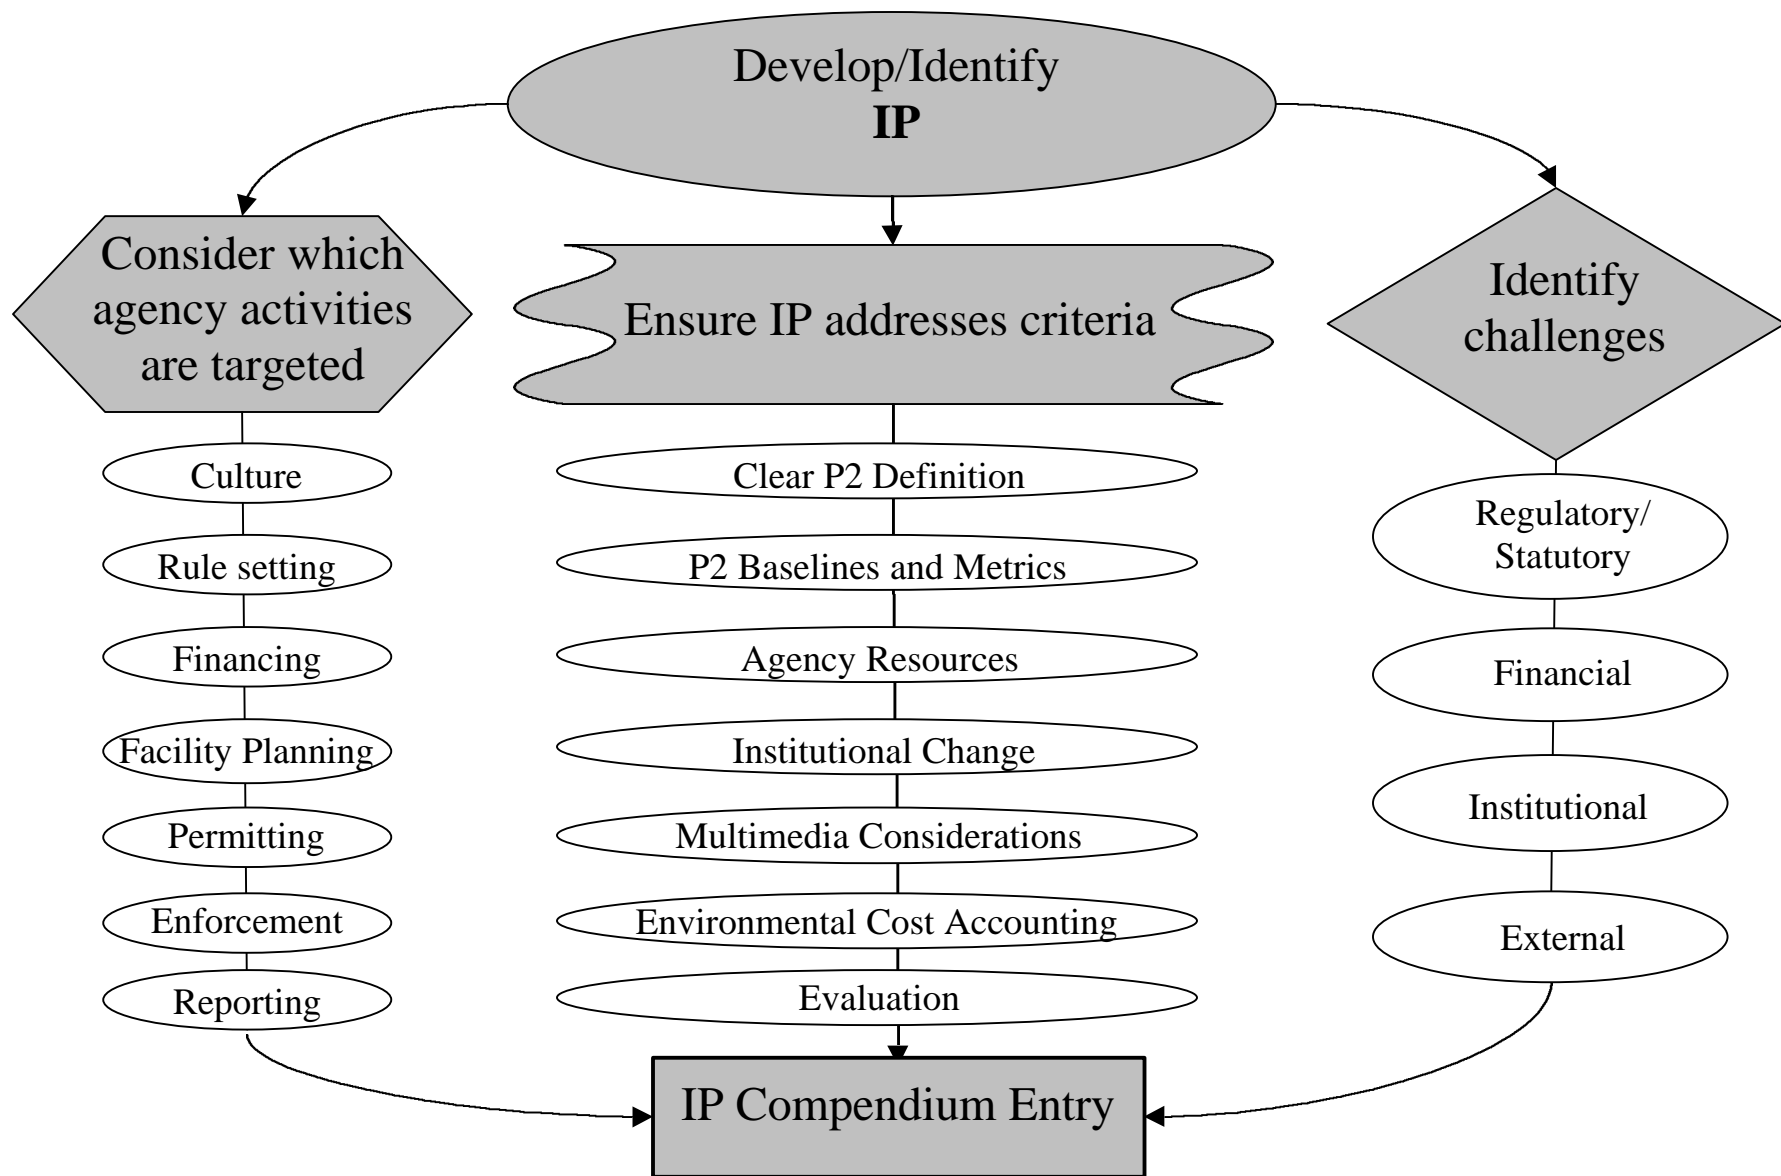 Develop/Identify
IP
Consider which
agency activities
are targeted
Culture
Rule setting
Financing
Facility Planning
Permitting
Enforcement
Reporting
Ensure IP addresses criteria
Clear P2 Definition
P2 Baselines and Metrics
Agency Resources
Institutional Change
Multimedia Considerations
Environmental Cost Accounting
Evaluation
Identify
challenges
Regulatory/
Statutory
Financial
Institutional
External
IP Compendium Entry